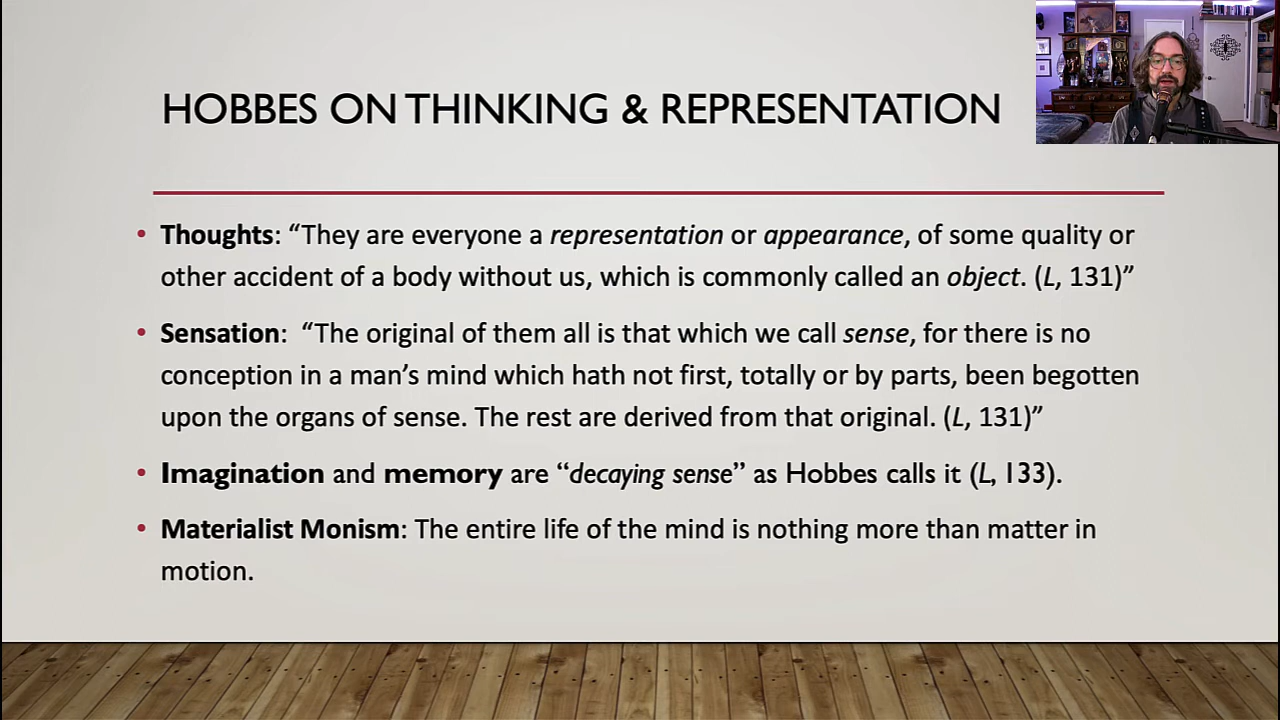 HOBBES ON THINKING & REPRESENTATION
• Thoughts: “They are everyone a representation or appearance, of some quality or
other accident of a body without us, which is commonly called an object. (L, 131)”
• Sensation:  “The original of them all is that which we call sense, for there is no
conception in a man’s mind which hath not first, totally or by parts, been begotten
upon the organs of sense. The rest are derived from that original. (L, 131)”
• Imagination and memory are “decaying sense” as Hobbes calls it (L, 133).
• Materialist Monism: The entire life of the mind is nothing more than matter in
motion.